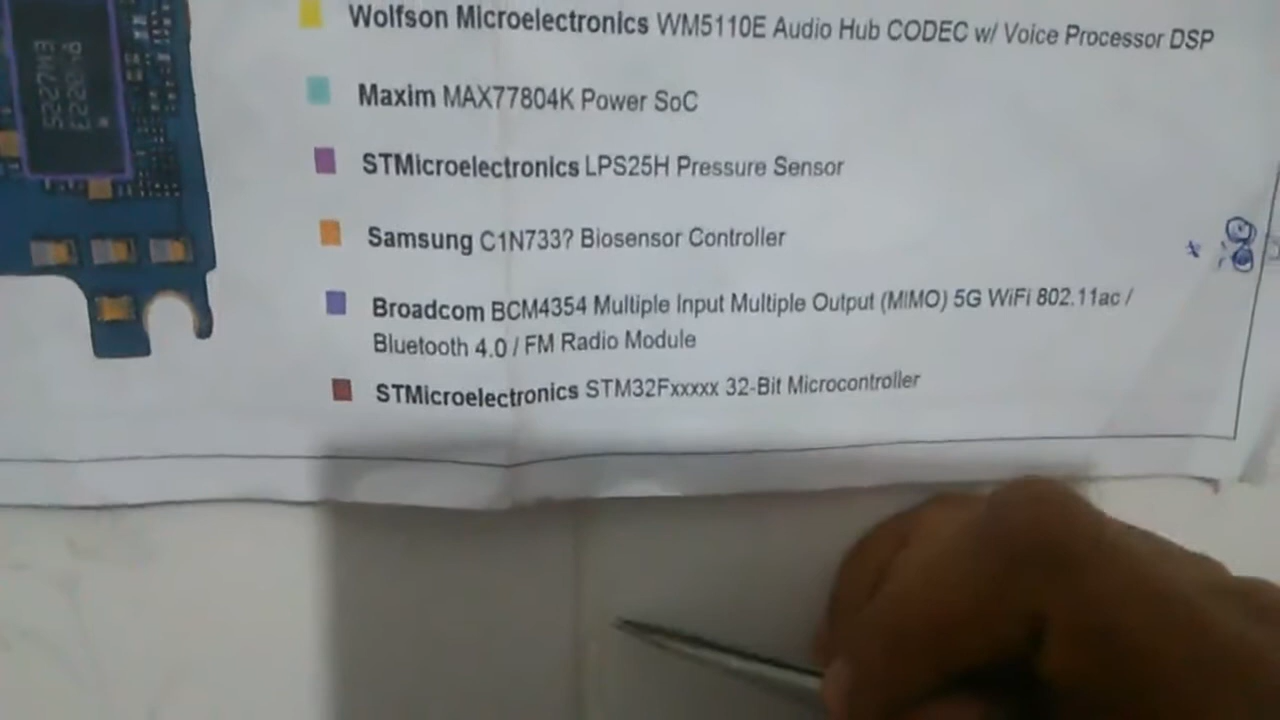 Wolfson Microelectronics WM5110E Audio Hub CODEC w/ Voice Processor DSP
Maxim MAX77804K Power SoC
STMicroelectronics LPS25H Pressure Sensor
Samsung C1N733? Biosensor Controller
Broadcom BCM4354 Multiple Input Multiple Output (MIMO) 5G WiFi 802.11ac /
Bluetooth 4.0 / FM Radio Module
STMicroelectronics STM32Fxxxxx 32-Bit Microcontroller